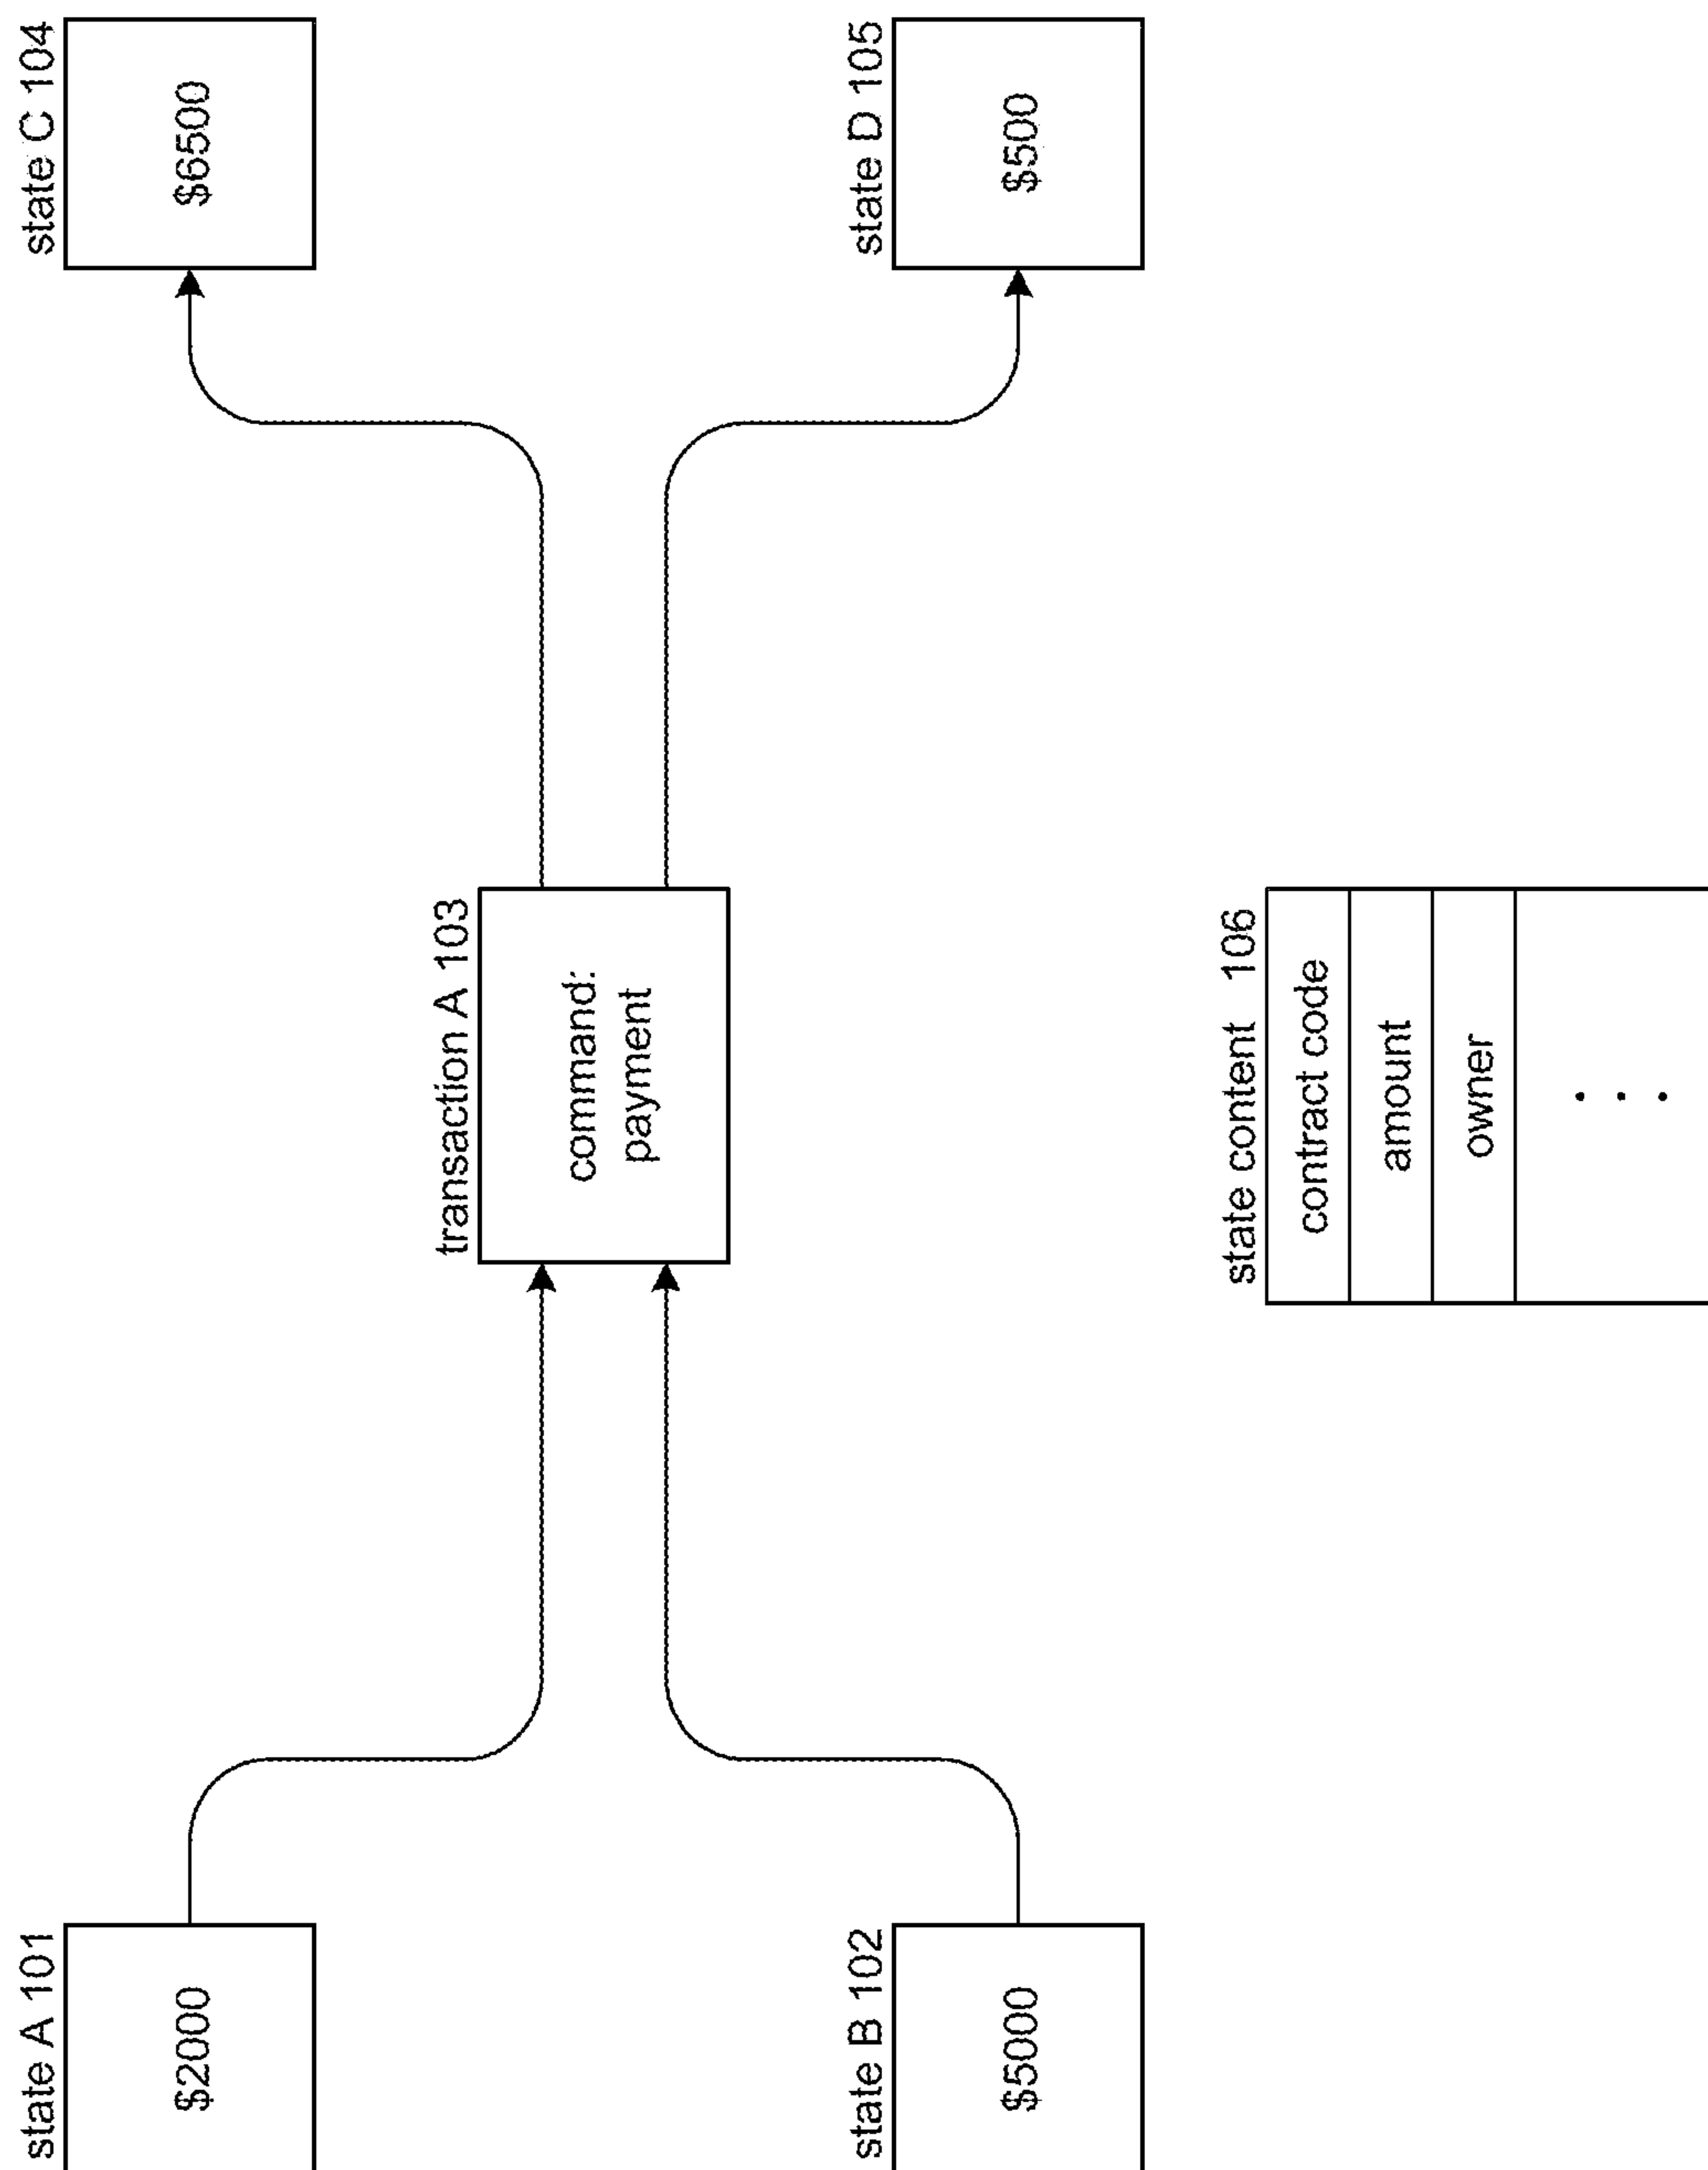 state A 101
$2000
state B 102
$5000
transaction A 103
command:
payment
state C 104
$6500
state D 105
$500
state content 106
contract code
amount
owner
. . .